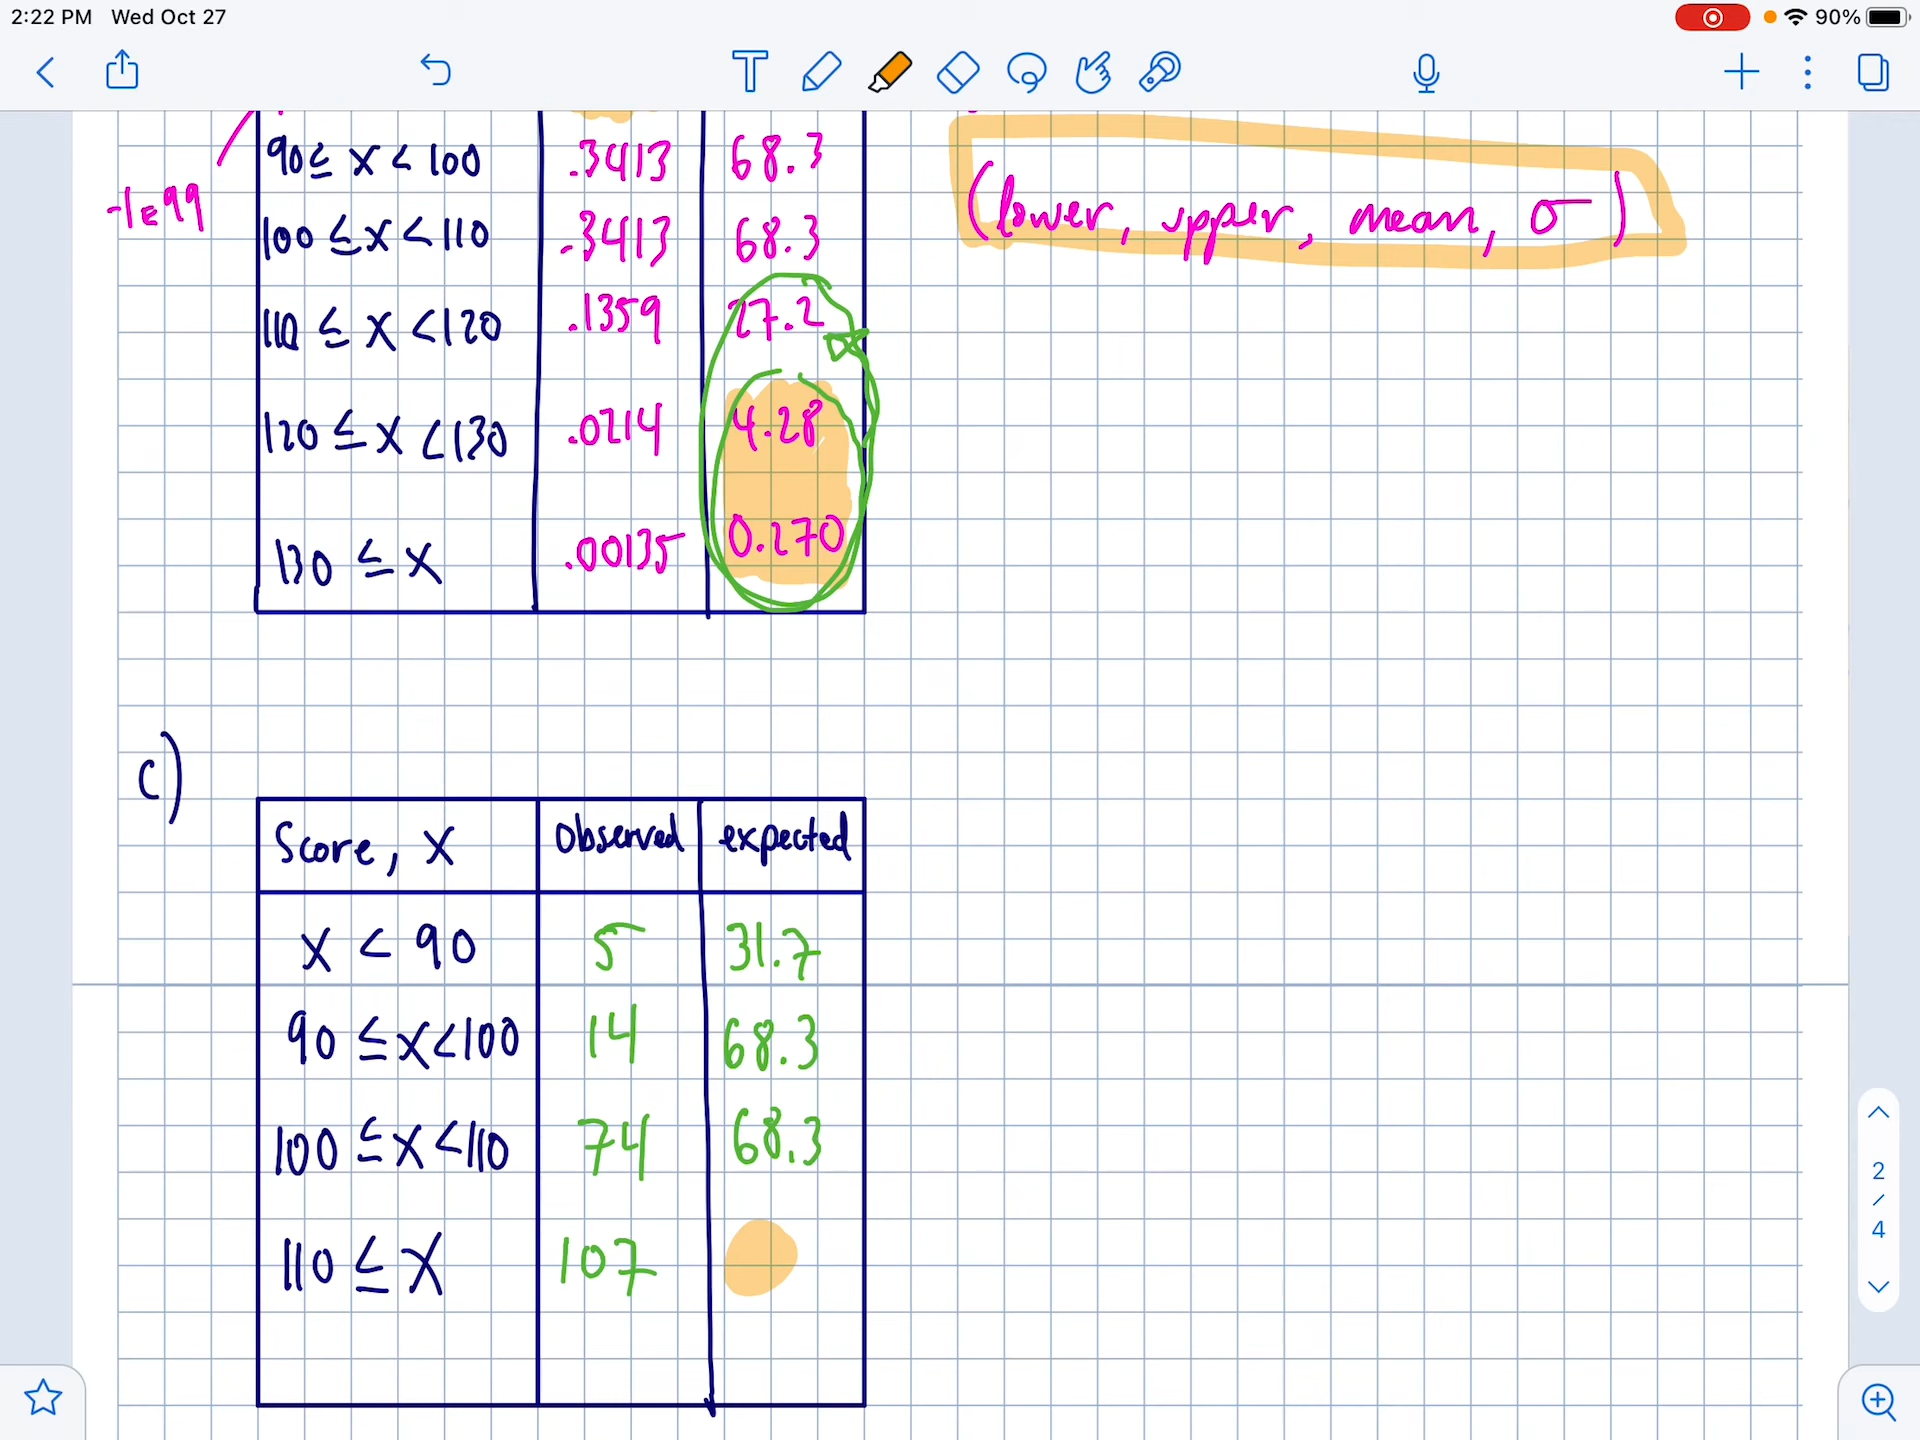 2:22 PM Wed Oct 27 90%
T
90 ≤ x < 100 .3413 68.3
-1E99
(lower, upper, mean, σ)
100 ≤ x < 110 .3413 68.3
110 ≤ x < 120 .1359 27.2
120 ≤ x < 130 .0214 4.28
130 ≤ x .00135 0.270
c)
Score, x observed expected
x < 90 5 31.7
90 ≤ x < 100 14 68.3
100 ≤ x < 110 74 68.3
110 ≤ x 107
2
/
4